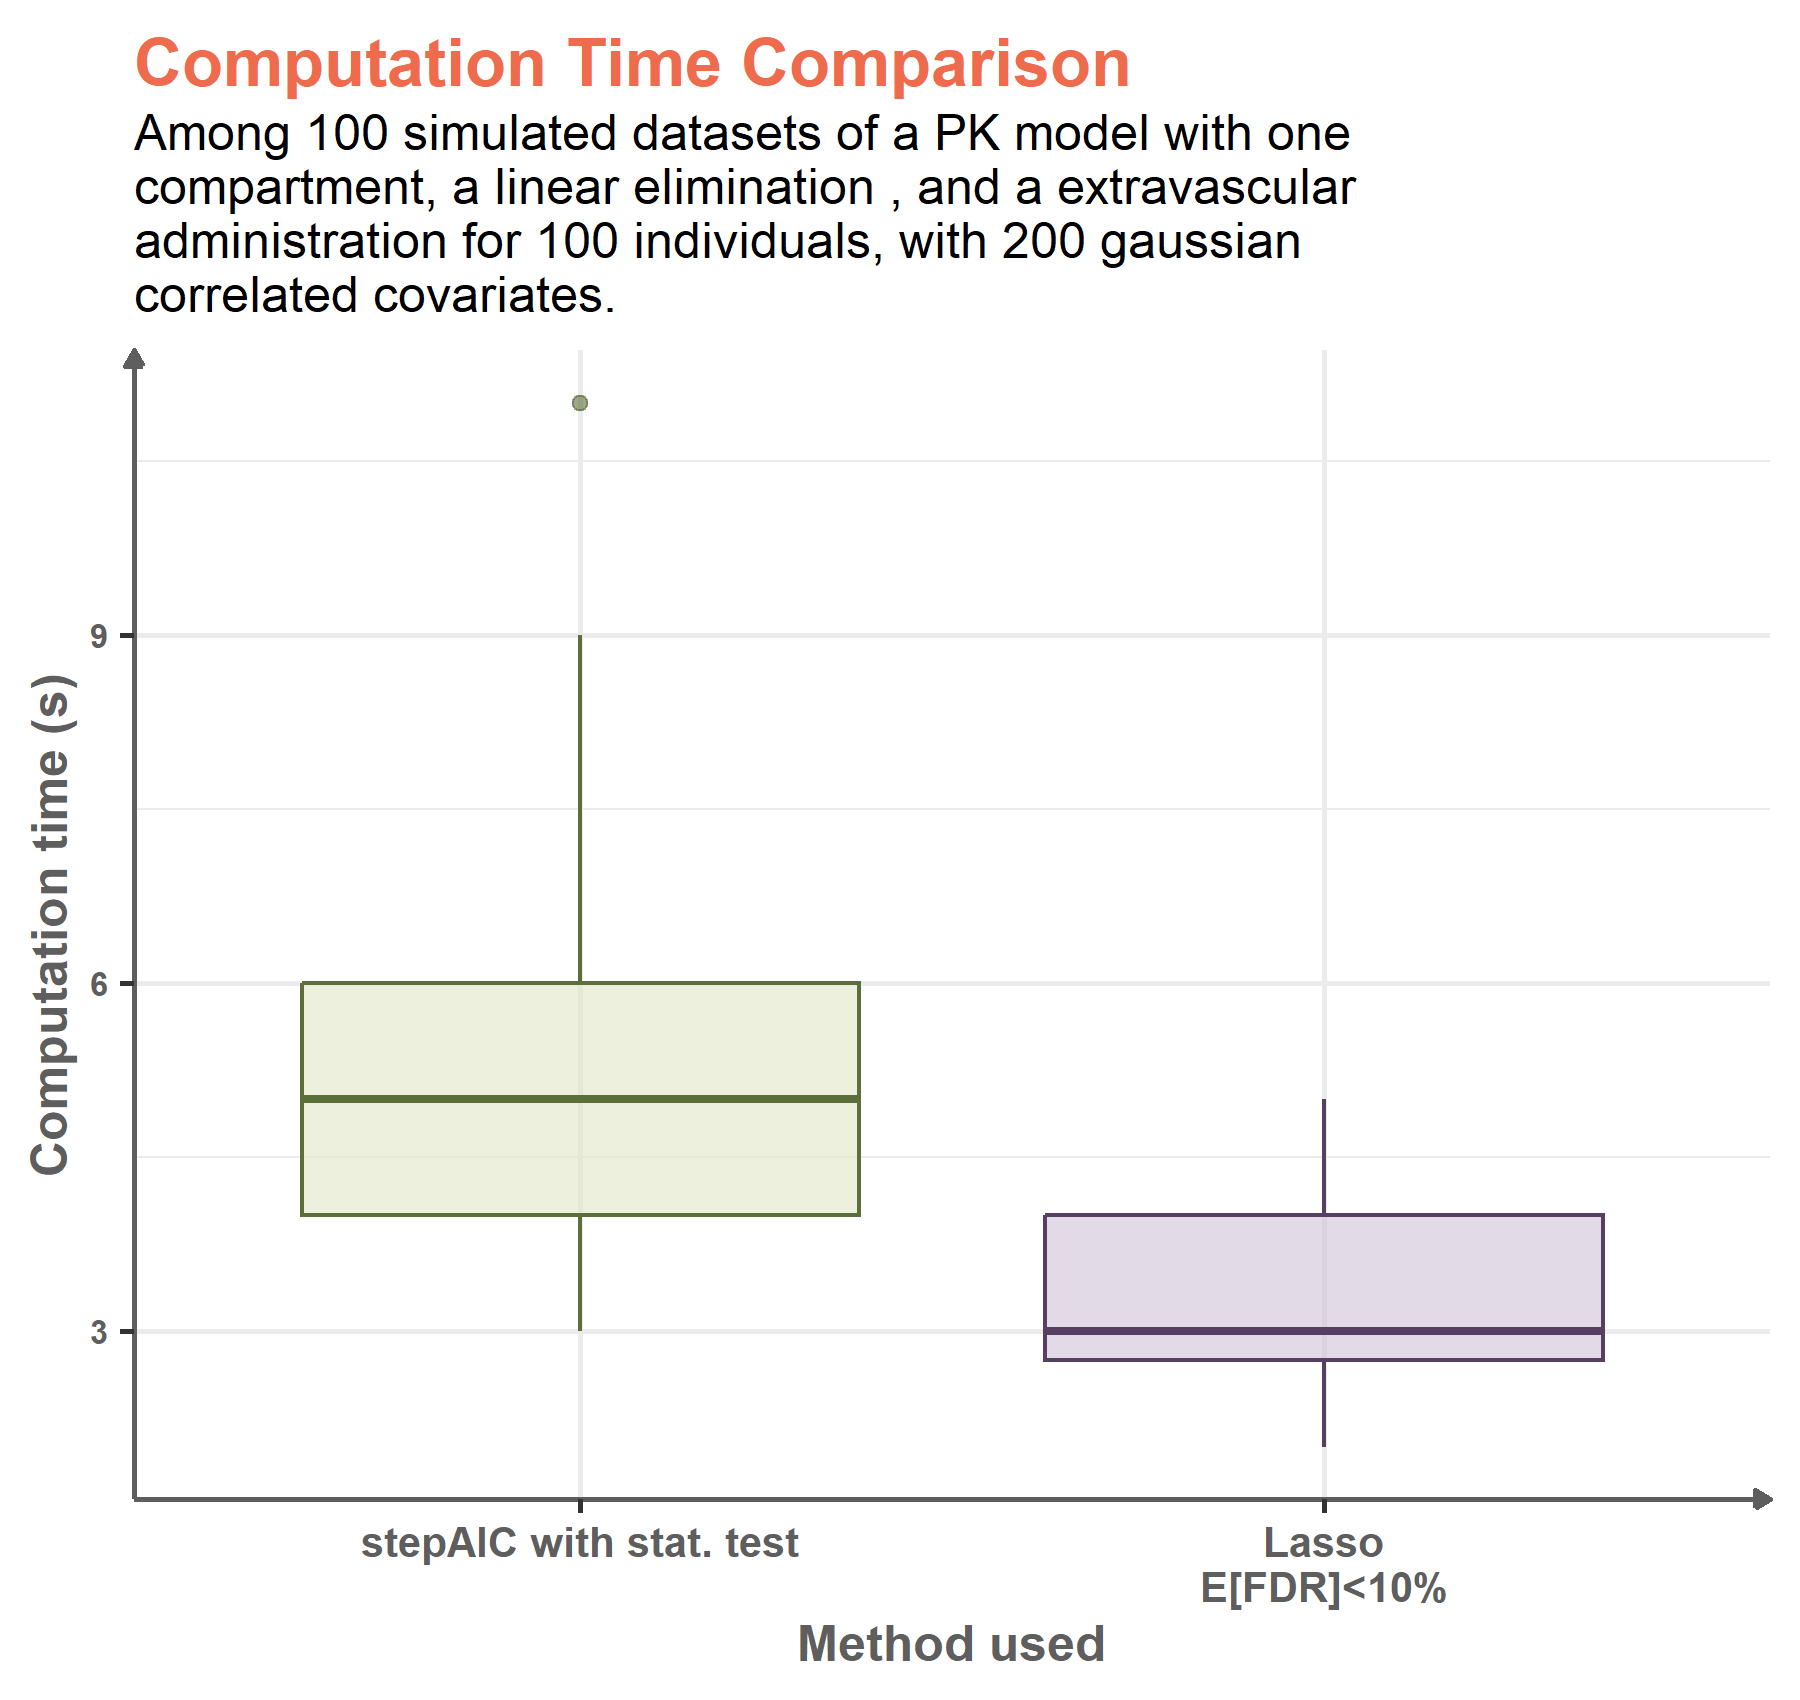 Computation Time Comparison
Among 100 simulated datasets of a PK model with one
compartment, a linear elimination , and a extravascular
administration for 100 individuals, with 200 gaussian
correlated covariates.
Computation time (s)
9
6
3
stepAIC with stat. test
Lasso
E[FDR]<10%
Method used